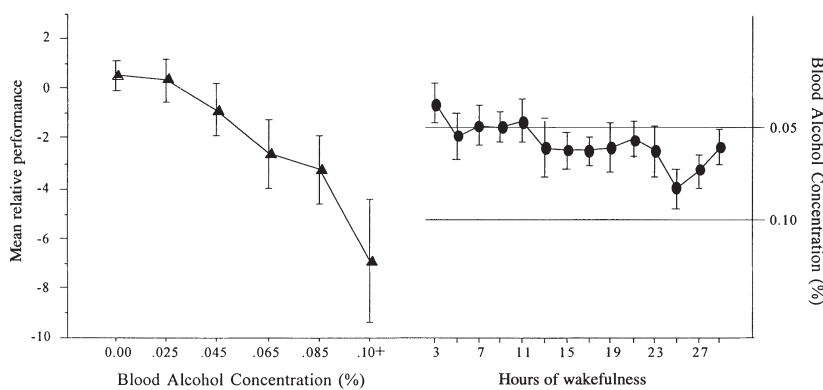 Mean relative performance
2
0
-2
-4
-6
-8
-10
0.00 .025 .045 .065 .085 .10+
Blood Alcohol Concentration (%)
3 7 11 15 19 23 27
Hours of wakefulness
0.05
0.10
Blood Alcohol Concentration (%)